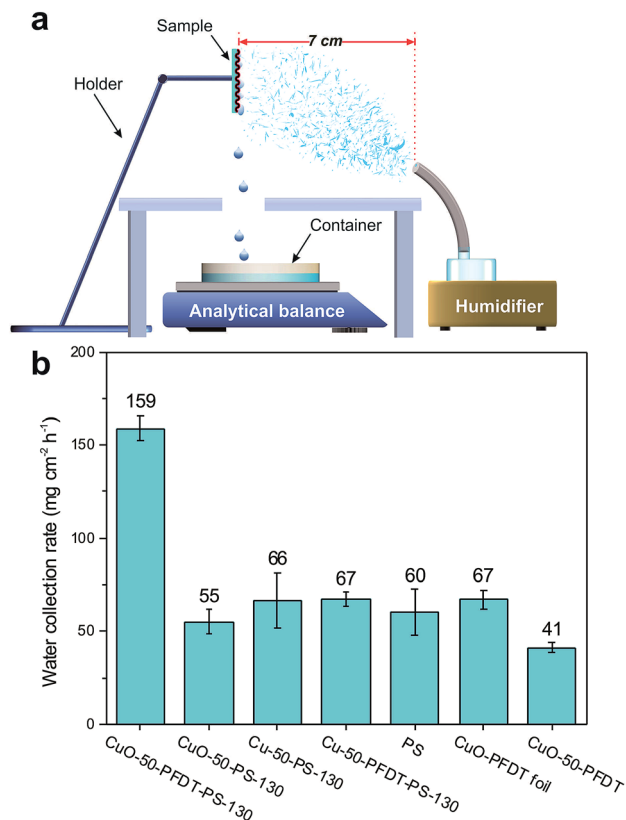 a
Sample
7 cm
Holder
Container
Analytical balance
Humidifier
b
Water collection rate (mg cm⁻² h⁻¹)
200
150
100
50
0
159
55
66
67
60
67
41
CuO-50-PFDT-PS-130
CuO-50-PS-130
Cu-50-PS-130
Cu-50-PFDT-PS-130
PS
CuO-PFDT foil
CuO-50-PFDT